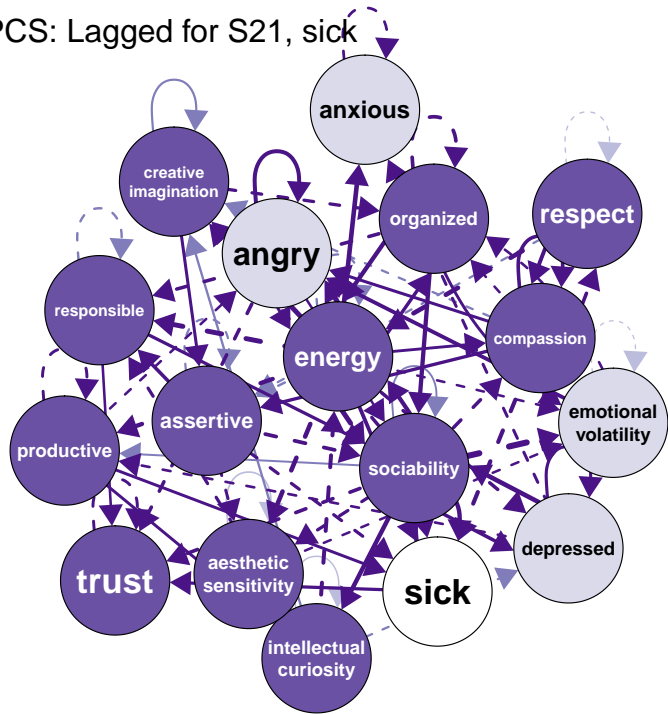 PCS: Lagged for S21, sick
anxious
creative
imagination
organized
respect
angry
responsible
compassion
energy
assertive
emotional
volatility
productive
sociability
depressed
trust
aesthetic
sensitivity
sick
intellectual
curiosity